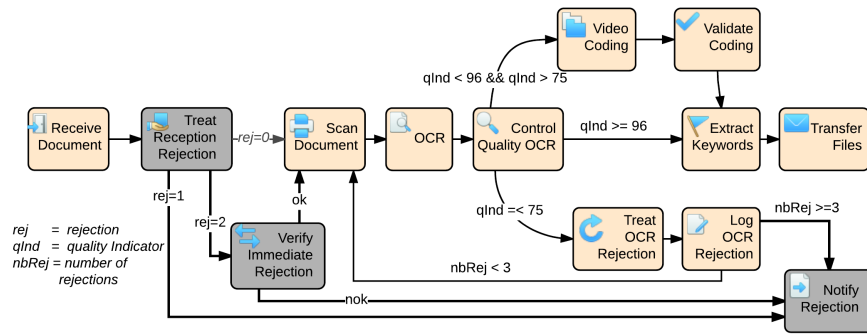 Video
Coding
Validate
Coding
qInd < 96 && qInd > 75
Receive
Document
Treat
Reception
Rejection
rej=0
Scan
Document
OCR
Control
Quality OCR
qInd >= 96
Extract
Keywords
Transfer
Files
rej=1
rej=2
ok
qInd =< 75
nbRej >=3
Treat
OCR
Rejection
Log
OCR
Rejection
Verify
Immediate
Rejection
rej = rejection
qInd = quality Indicator
nbRej = number of
rejections
nbRej < 3
nok
Notify
Rejection